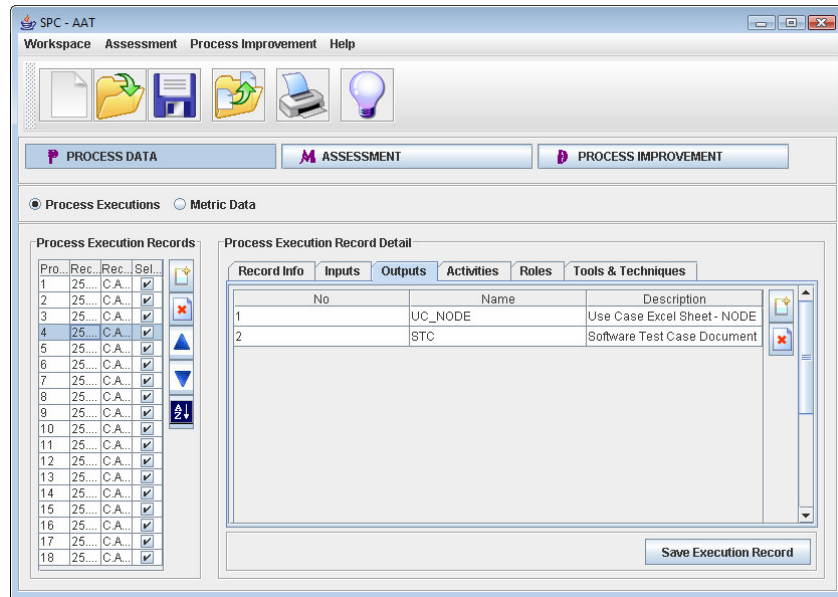 SPC - AAT
Workspace Assessment Process Improvement Help
P PROCESS DATA M ASSESSMENT PROCESS IMPROVEMENT
Process Executions Metric Data
Process Execution Records
Pro... Rec... Rec... Sel...
1 25.... C.A...
2 25.... C.A...
3 25.... C.A...
4 25.... C.A...
5 25.... C.A...
6 25.... C.A...
7 25.... C.A...
8 25.... C.A...
9 25.... C.A...
10 25.... C.A...
11 25.... C.A...
12 25.... C.A...
13 25.... C.A...
14 25.... C.A...
15 25.... C.A...
16 25.... C.A...
17 25.... C.A...
18 25.... C.A...
A Z
Process Execution Record Detail
Record Info Inputs Outputs Activities Roles Tools & Techniques
No Name Description
1 UC_NODE Use Case Excel Sheet - NODE
2 STC Software Test Case Document
Save Execution Record